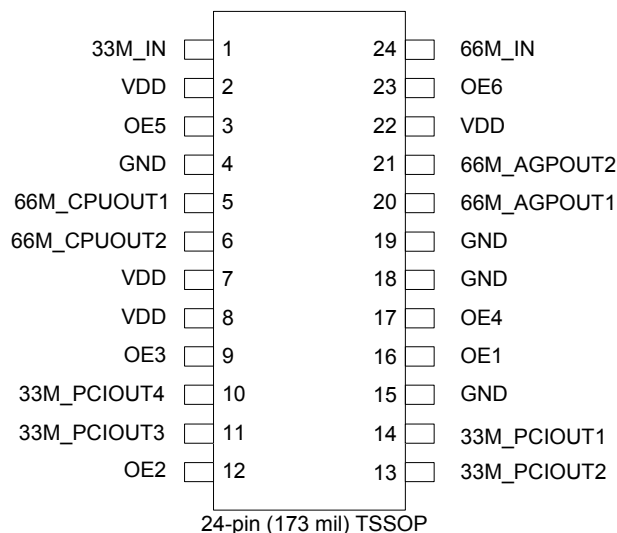 33M_IN 1 24 66M_IN
VDD 2 23 OE6
OE5 3 22 VDD
GND 4 21 66M_AGPOUT2
66M_CPUOUT1 5 20 66M_AGPOUT1
66M_CPUOUT2 6 19 GND
VDD 7 18 GND
VDD 8 17 OE4
OE3 9 16 OE1
33M_PCIOUT4 10 15 GND
33M_PCIOUT3 11 14 33M_PCIOUT1
OE2 12 13 33M_PCIOUT2
24-pin (173 mil) TSSOP